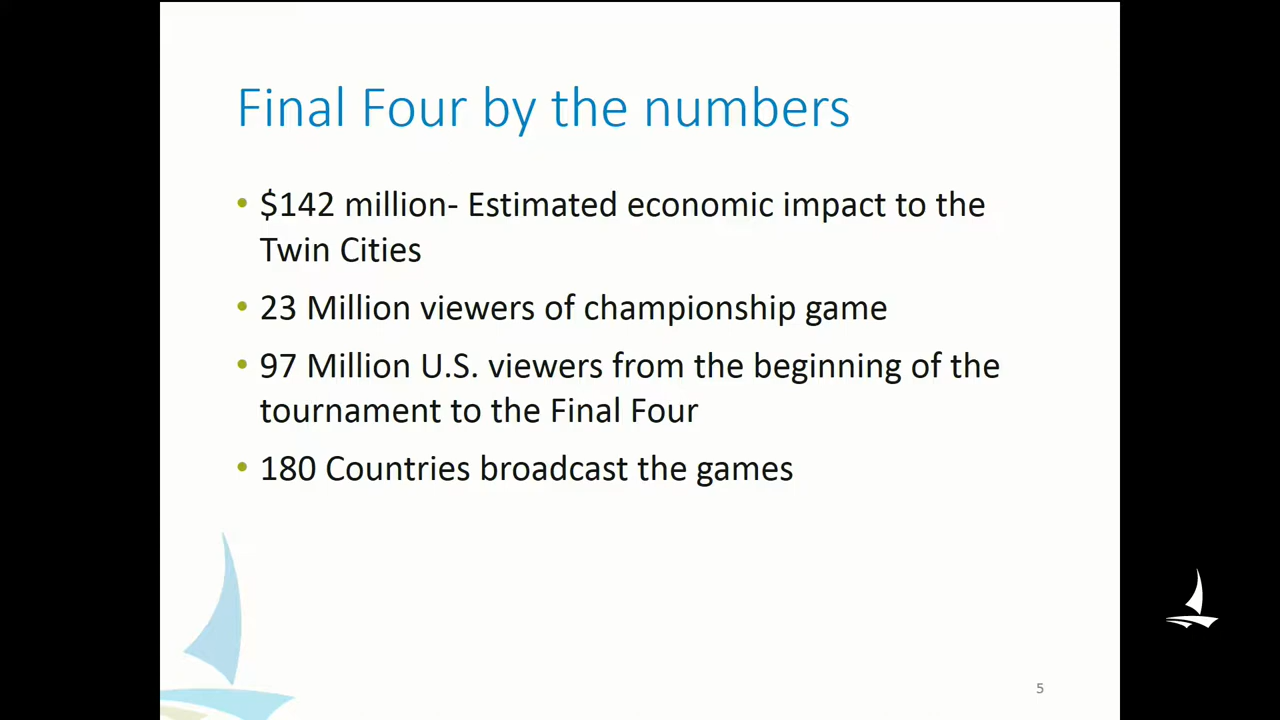 Final Four by the numbers
• $142 million- Estimated economic impact to the
Twin Cities
• 23 Million viewers of championship game
• 97 Million U.S. viewers from the beginning of the
tournament to the Final Four
• 180 Countries broadcast the games
5